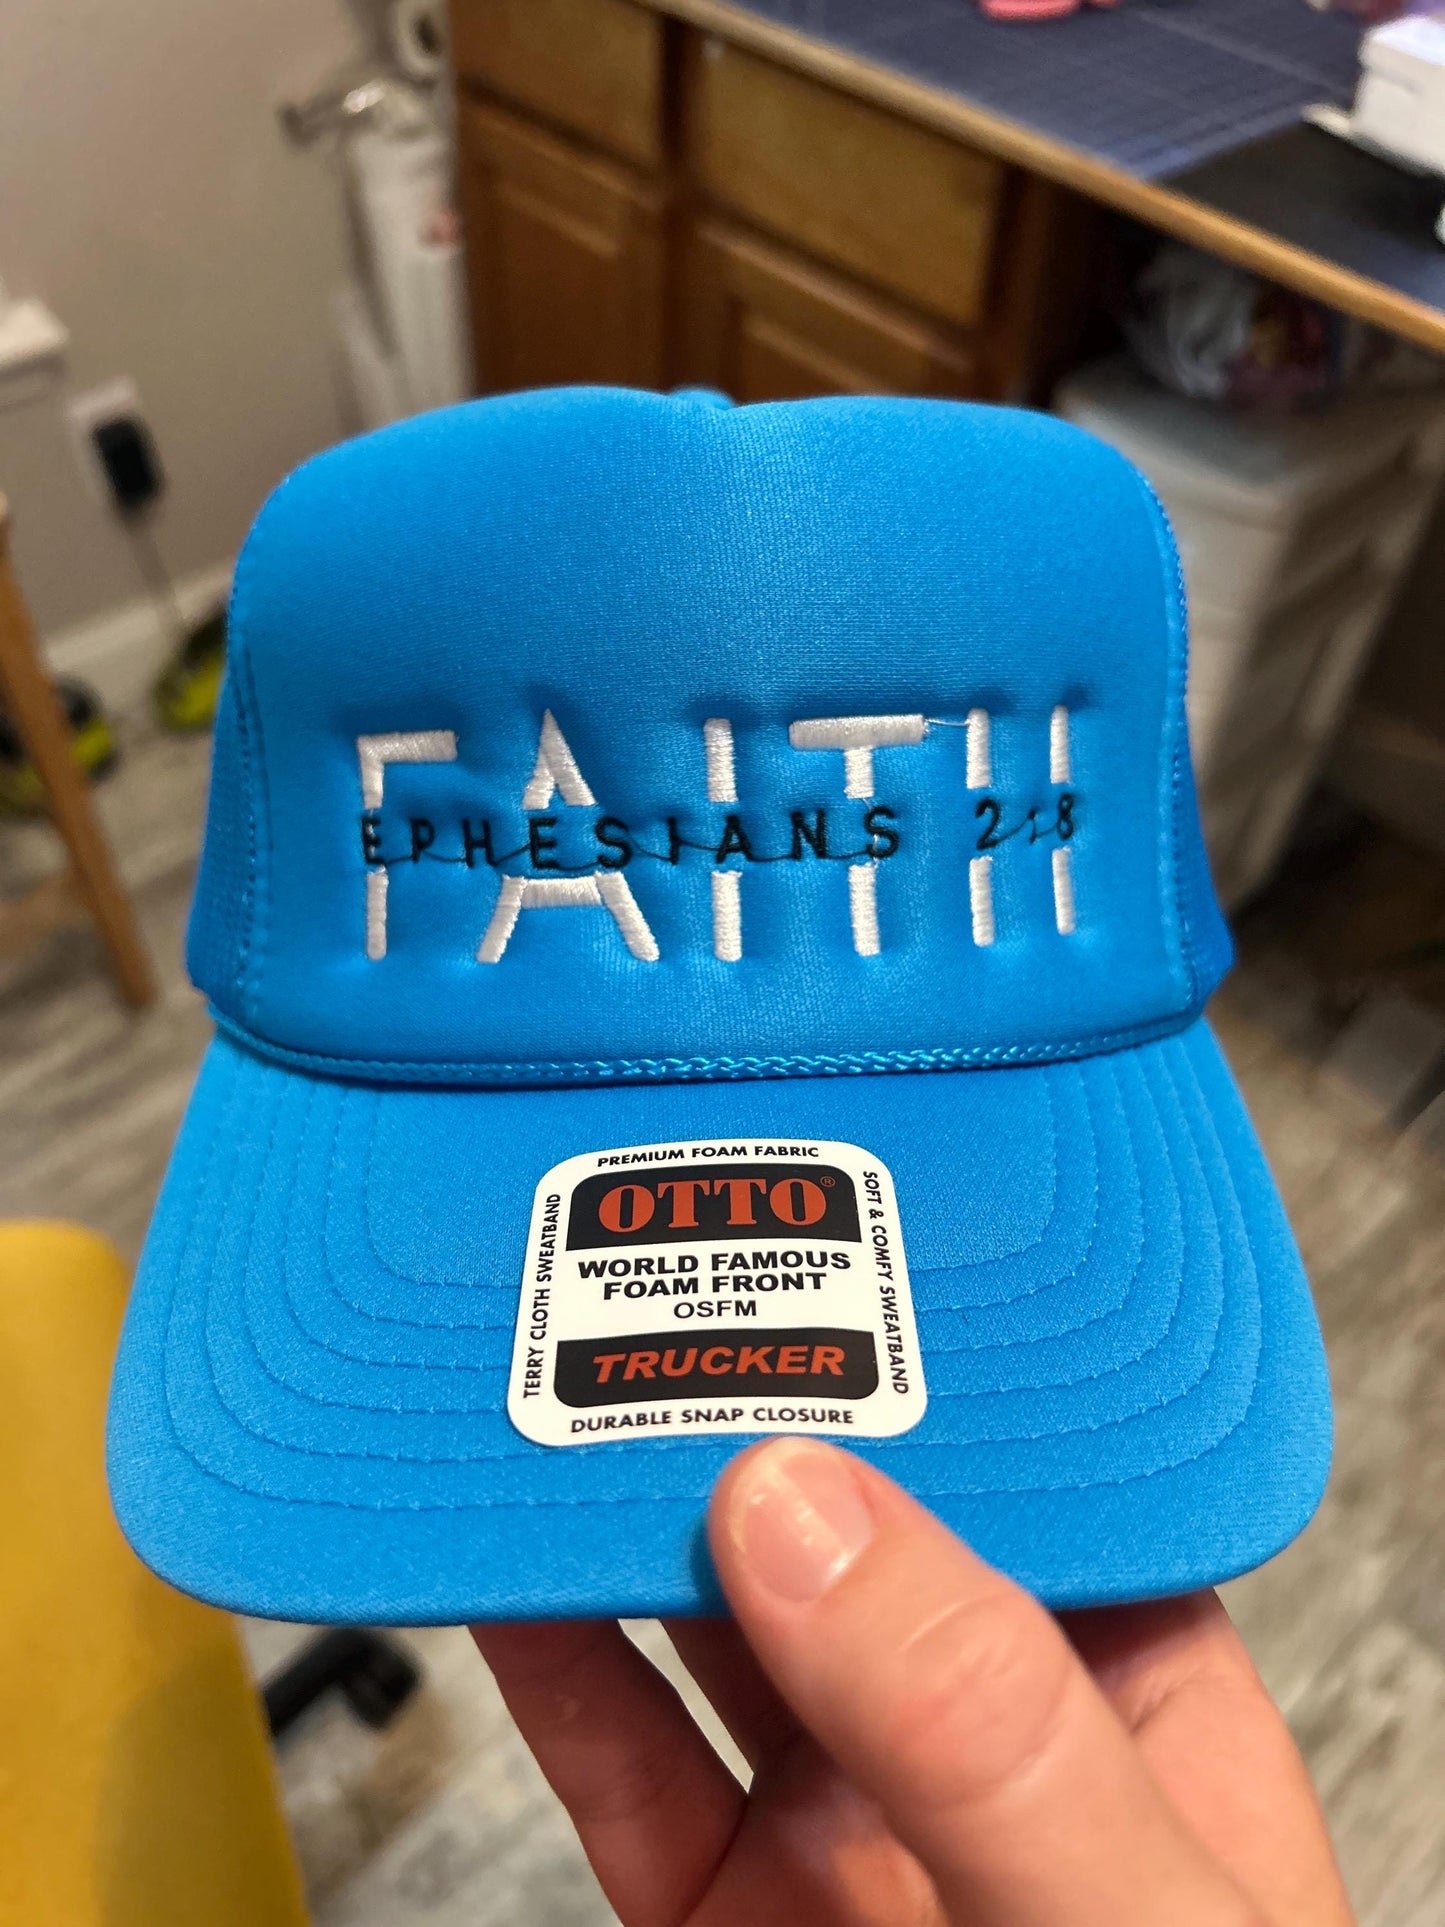 FAITH
EPHESIANS 2:8
PREMIUM FOAM FABRIC
OTTO®
WORLD FAMOUS
FOAM FRONT
OSFM
TRUCKER
DURABLE SNAP CLOSURE
TERRY CLOTH SWEATBAND
SOFT & COMFY SWEATBAND